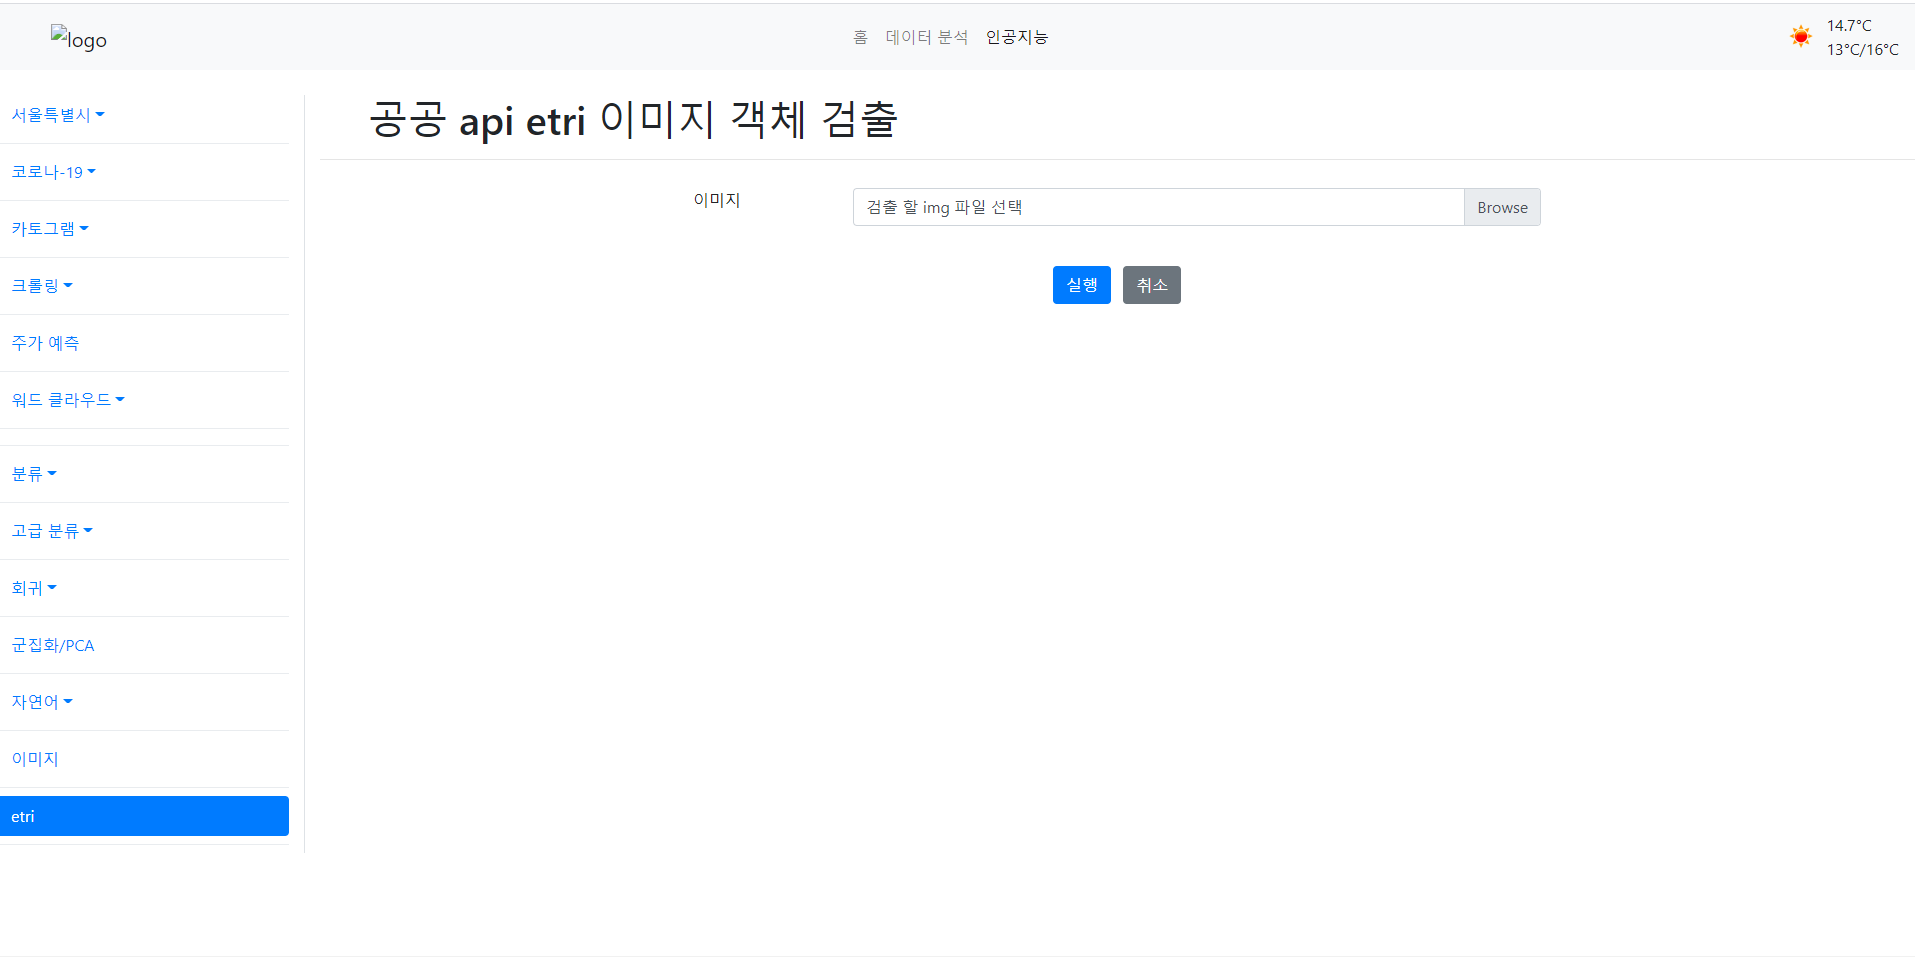 logo
홈 데이터 분석 인공지능
14.7°C
13°C/16°C
서울특별시
코로나-19
카토그램
크롤링
주가 예측
워드 클라우드
분류
고급 분류
회귀
군집화/PCA
자연어
이미지
etri
공공 api etri 이미지 객체 검출
이미지
검출 할 img 파일 선택 Browse
실행 취소